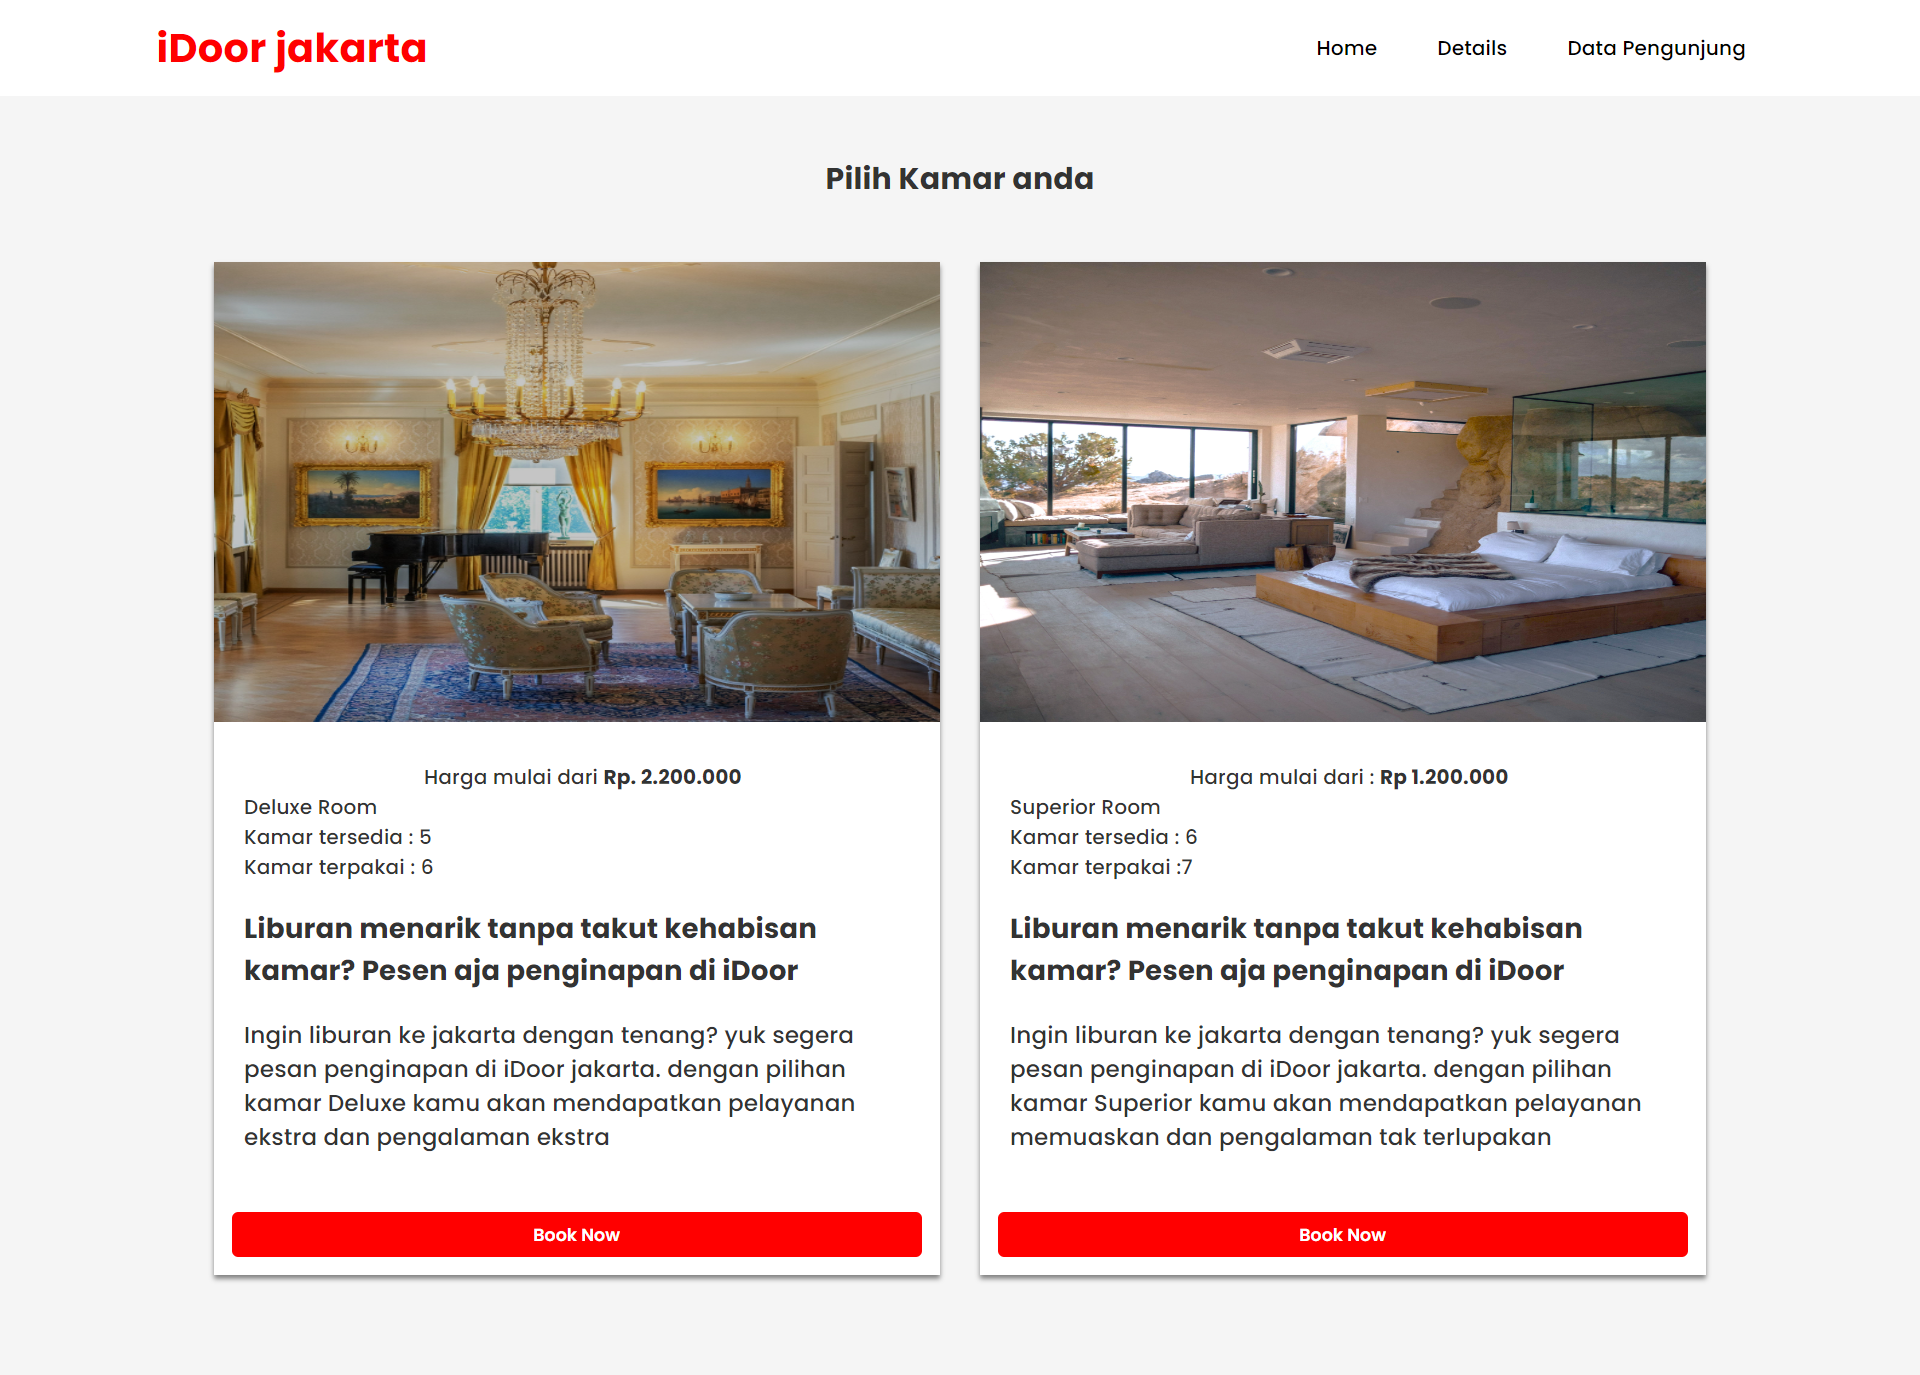 iDoor jakarta
Home
Details
Data Pengunjung
Pilih Kamar anda
Harga mulai dari Rp. 2.200.000
Deluxe Room
Kamar tersedia : 5
Kamar terpakai : 6
Liburan menarik tanpa takut kehabisan
kamar? Pesen aja penginapan di iDoor
Ingin liburan ke jakarta dengan tenang? yuk segera
pesan penginapan di iDoor jakarta. dengan pilihan
kamar Deluxe kamu akan mendapatkan pelayanan
ekstra dan pengalaman ekstra
Book Now
Harga mulai dari : Rp 1.200.000
Superior Room
Kamar tersedia : 6
Kamar terpakai :7
Liburan menarik tanpa takut kehabisan
kamar? Pesen aja penginapan di iDoor
Ingin liburan ke jakarta dengan tenang? yuk segera
pesan penginapan di iDoor jakarta. dengan pilihan
kamar Superior kamu akan mendapatkan pelayanan
memuaskan dan pengalaman tak terlupakan
Book Now